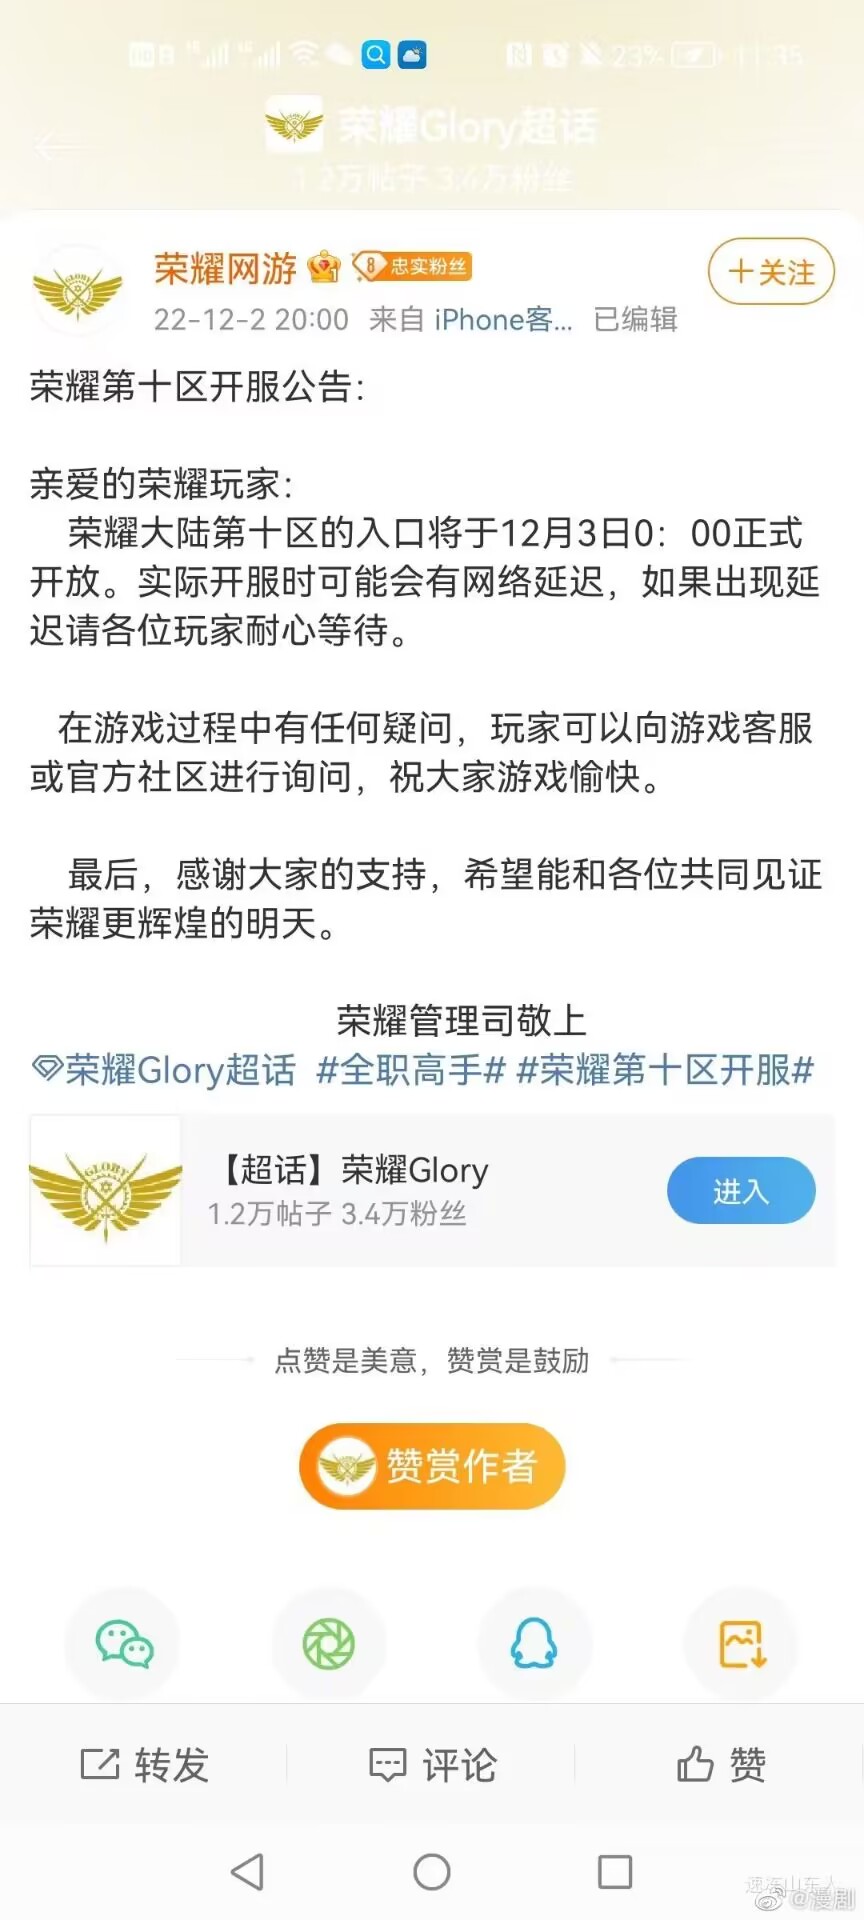 23%
11:35
荣耀Glory超话
1.2万帖子 3.4万粉丝
荣耀网游 8 忠实粉丝
+关注
22-12-2 20:00 来自 iPhone客... 已编辑
荣耀第十区开服公告：
亲爱的荣耀玩家：
荣耀大陆第十区的入口将于12月3日0：00正式
开放。实际开服时可能会有网络延迟，如果出现延
迟请各位玩家耐心等待。
在游戏过程中有任何疑问，玩家可以向游戏客服
或官方社区进行询问，祝大家游戏愉快。
最后，感谢大家的支持，希望能和各位共同见证
荣耀更辉煌的明天。
荣耀管理司敬上
荣耀Glory超话 #全职高手# #荣耀第十区开服#
GLORY
【超话】荣耀Glory
1.2万帖子 3.4万粉丝
进入
点赞是美意，赞赏是鼓励
赞赏作者
转发
评论
赞
@漫剧